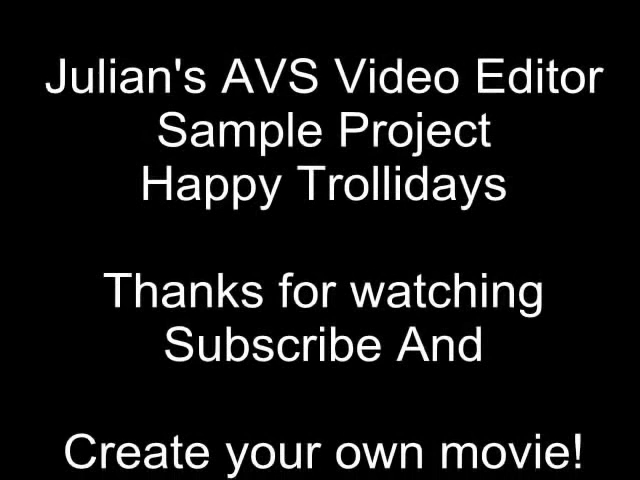 Julian's AVS Video Editor
Sample Project
Happy Trollidays
Thanks for watching
Subscribe And
Create your own movie!